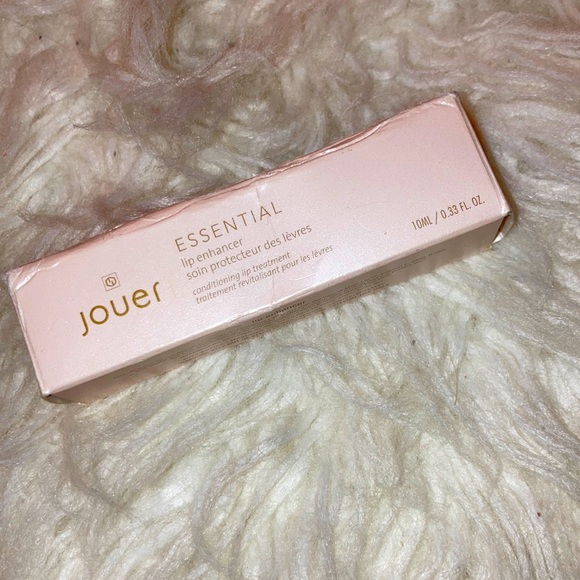 jouer
ESSENTIAL
lip enhancer
soin protecteur des lèvres
conditioning lip treatment
traitement revitalisant pour les lèvres
10ML / 0.33 FL. OZ.